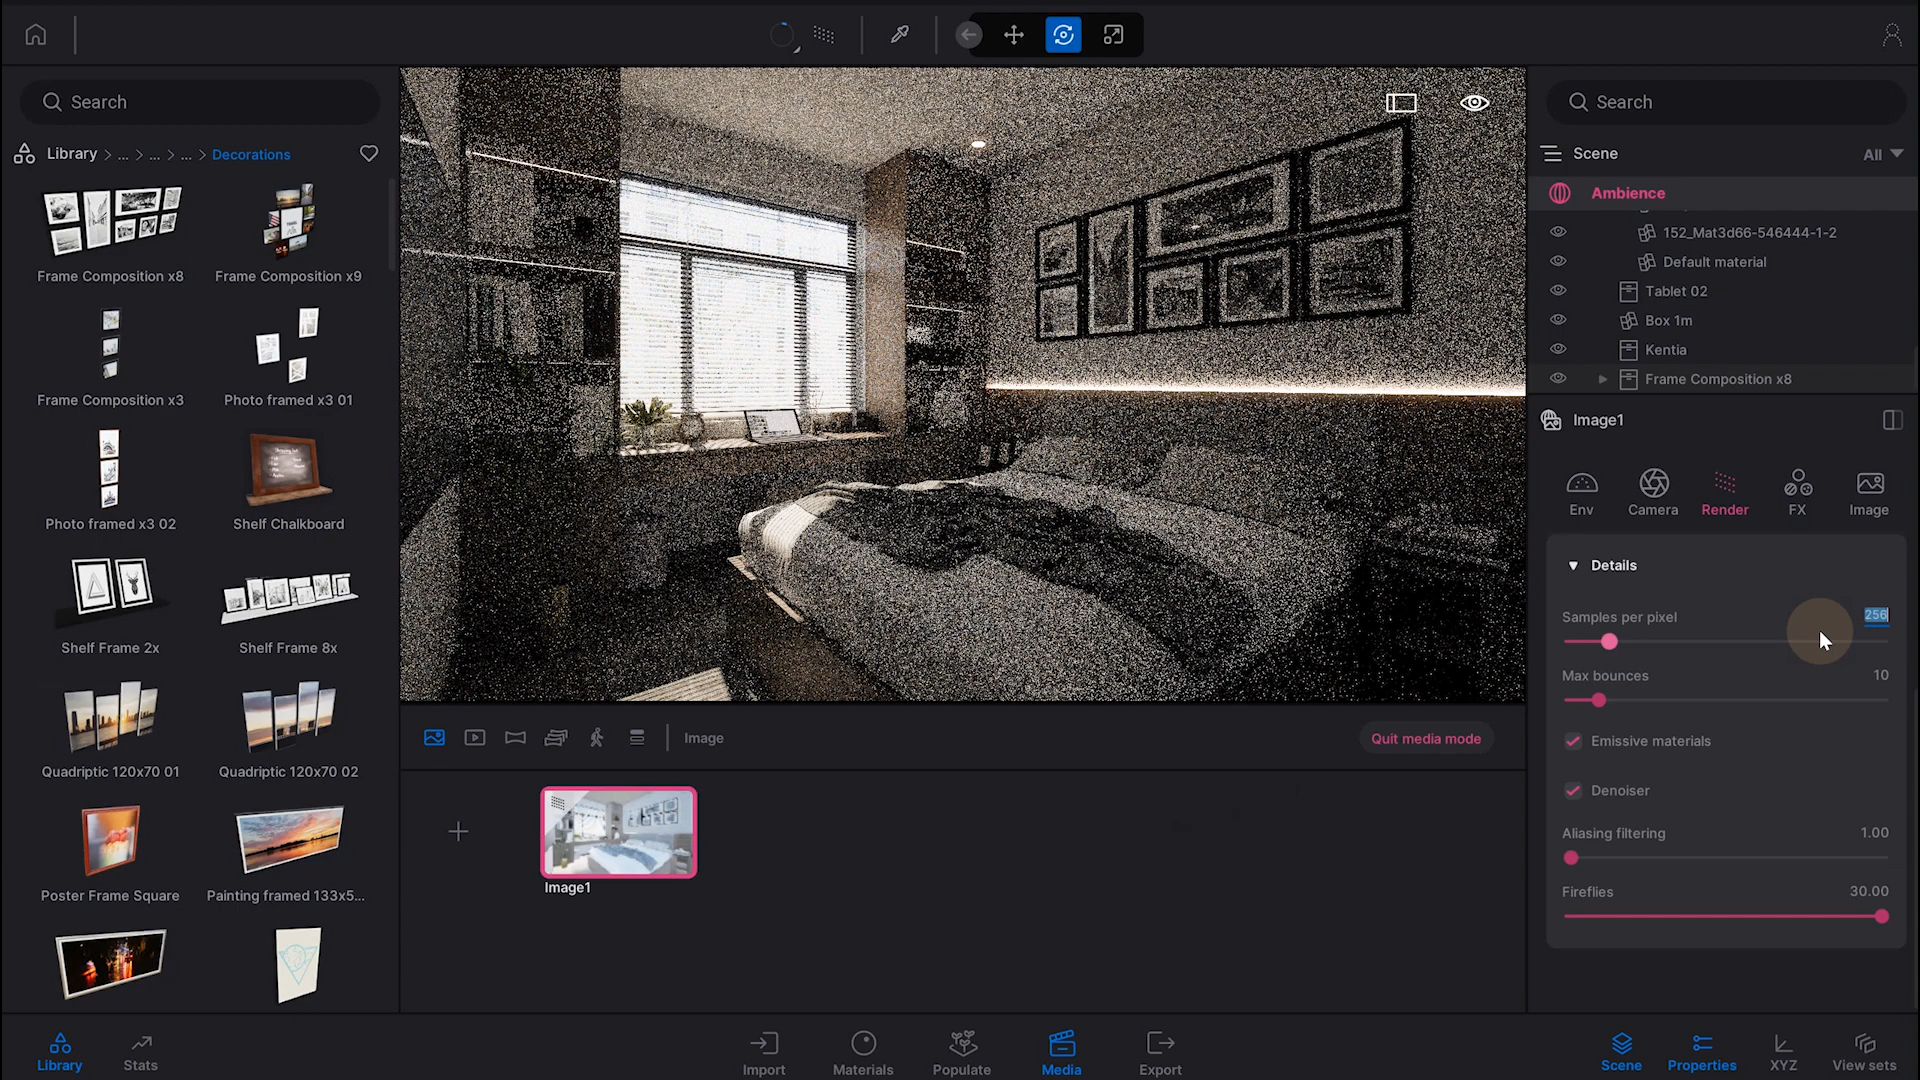 Search
Library > ... > ... > ... > Decorations
Frame Composition x8
Frame Composition x9
Frame Composition x3
Photo framed x3 01
Photo framed x3 02
Shelf Chalkboard
Shelf Frame 2x
Shelf Frame 8x
Quadriptic 120x70 01
Quadriptic 120x70 02
Poster Frame Square
Painting framed 133x5...
Library
Stats
Image
Quit media mode
Image1
Import
Materials
Populate
Media
Export
Search
Scene
All
Ambience
152_Mat3d66-546444-1-2
Default material
Tablet 02
Box 1m
Kentia
Frame Composition x8
Image1
Env
Camera
Render
FX
Image
Details
Samples per pixel 256
Max bounces 10
Emissive materials
Denoiser
Aliasing filtering 1.00
Fireflies 30.00
Scene
Properties
XYZ
View sets